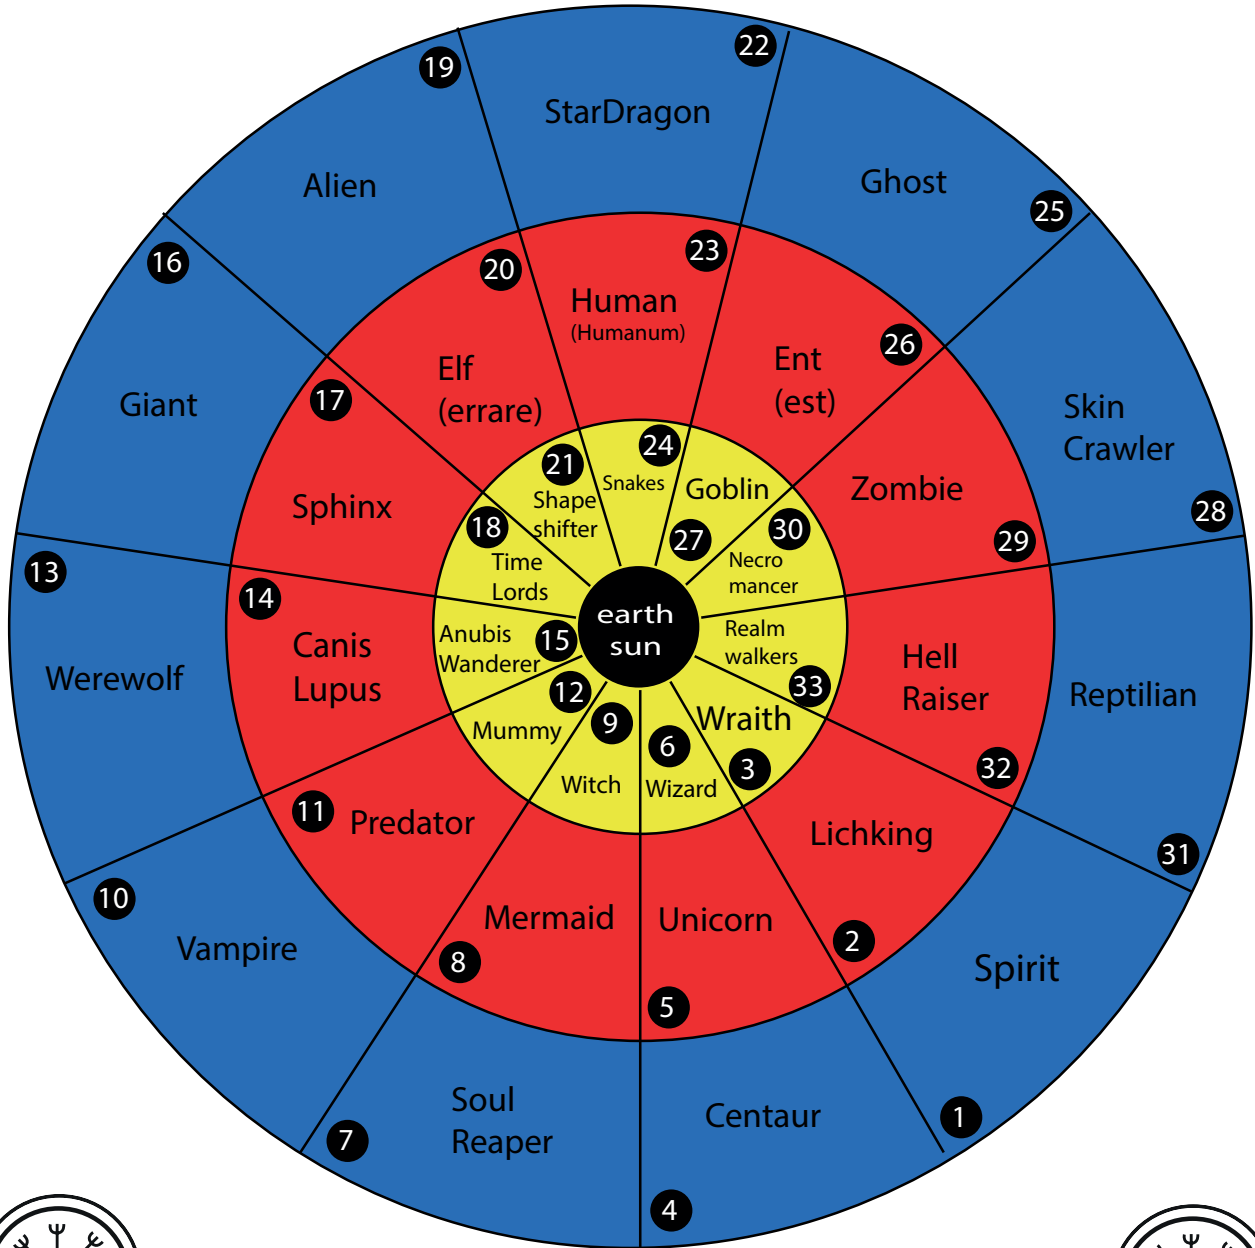 19
22
StarDragon
Alien
Ghost
25
16
23
20
Human
(Humanum)
26
Ent
(est)
Elf
(errare)
17
Giant
Skin
Crawler
24
21
Snakes
Goblin
Zombie
Sphinx
Shape
shifter
18
30
28
27
29
Time
Lords
Necro
mancer
13
14
earth
sun
Anubis
Wanderer
15
Realm
walkers
Canis
Lupus
Hell
Raiser
Werewolf
Reptilian
12
33
9
Wraith
Mummy
6
3
32
Witch
Wizard
11
Predator
Lichking
31
10
Mermaid
Unicorn
2
Vampire
8
Spirit
5
Soul
Reaper
Centaur
1
7
4